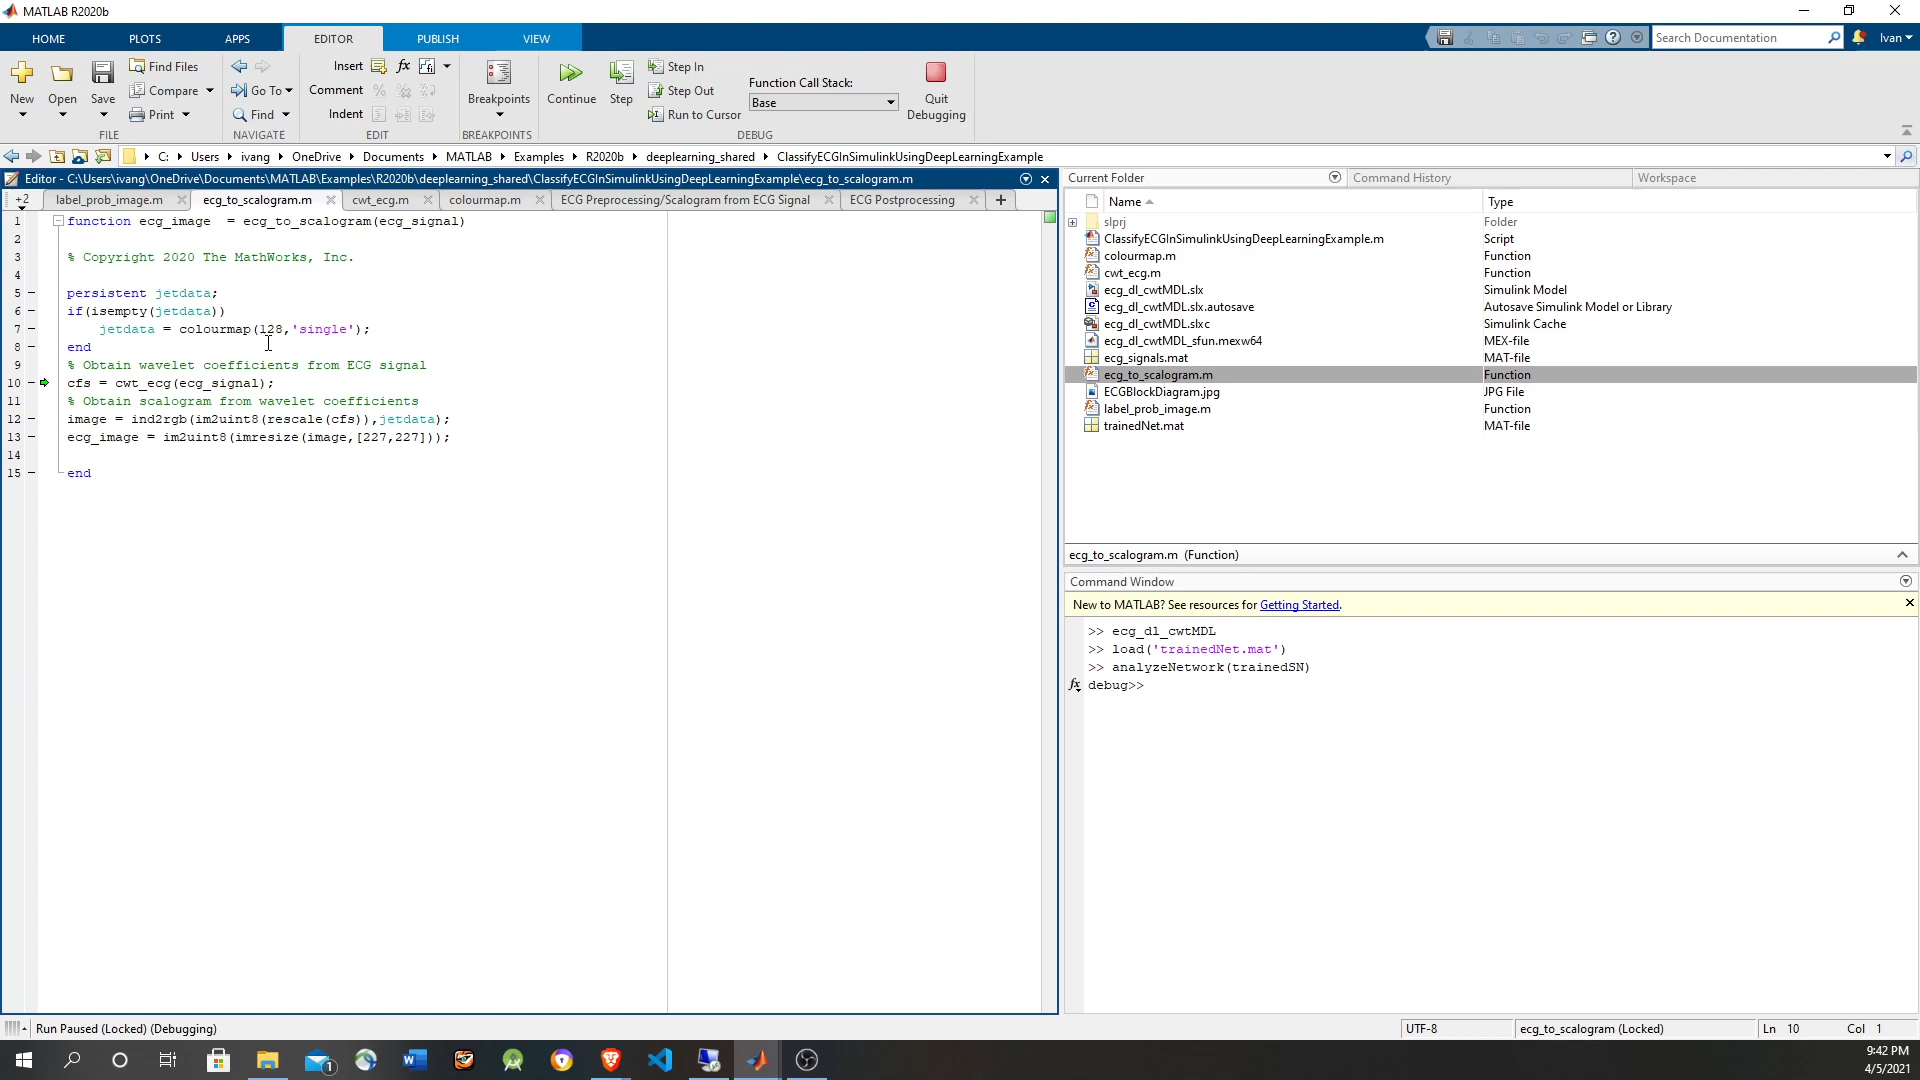 MATLAB R2020b
HOME PLOTS APPS EDITOR PUBLISH VIEW
Search Documentation
Ivan
New
Open
Save
Find Files
Compare
Print
FILE
Go To
Find
NAVIGATE
Insert
Comment
Indent
EDIT
Breakpoints
BREAKPOINTS
Continue
Step
Step In
Step Out
Run to Cursor
Function Call Stack:
Base
Quit Debugging
DEBUG
C: Users ivang OneDrive Documents MATLAB Examples R2020b deeplearning_shared ClassifyECGInSimulinkUsingDeepLearningExample
Editor - C:\Users\ivang\OneDrive\Documents\MATLAB\Examples\R2020b\deeplearning_shared\ClassifyECGInSimulinkUsingDeepLearningExample\ecg_to_scalogram.m
+2 label_prob_image.m ecg_to_scalogram.m cwt_ecg.m colourmap.m ECG Preprocessing/Scalogram from ECG Signal ECG Postprocessing
1 function ecg_image  = ecg_to_scalogram(ecg_signal)
2
3 % Copyright 2020 The MathWorks, Inc.
4
5 persistent jetdata;
6 if(isempty(jetdata))
7 jetdata = colourmap(128,'single');
8 end
9 % Obtain wavelet coefficients from ECG signal
10 cfs = cwt_ecg(ecg_signal);
11 % Obtain scalogram from wavelet coefficients
12 image = ind2rgb(im2uint8(rescale(cfs)),jetdata);
13 ecg_image = im2uint8(imresize(image,[227,227]));
14
15 end
Current Folder Command History Workspace
Name Type
slprj Folder
ClassifyECGInSimulinkUsingDeepLearningExample.m Script
colourmap.m Function
cwt_ecg.m Function
ecg_dl_cwtMDL.slx Simulink Model
ecg_dl_cwtMDL.slx.autosave Autosave Simulink Model or Library
ecg_dl_cwtMDL.slxc Simulink Cache
ecg_dl_cwtMDL_sfun.mexw64 MEX-file
ecg_signals.mat MAT-file
ecg_to_scalogram.m Function
ECGBlockDiagram.jpg JPG File
label_prob_image.m Function
trainedNet.mat MAT-file
ecg_to_scalogram.m (Function)
Command Window
New to MATLAB? See resources for Getting Started.
>> ecg_dl_cwtMDL
>> load('trainedNet.mat')
>> analyzeNetwork(trainedSN)
fx debug>>
Run Paused (Locked) (Debugging)
UTF-8
ecg_to_scalogram (Locked)
Ln 10 Col 1
9:42 PM
4/5/2021